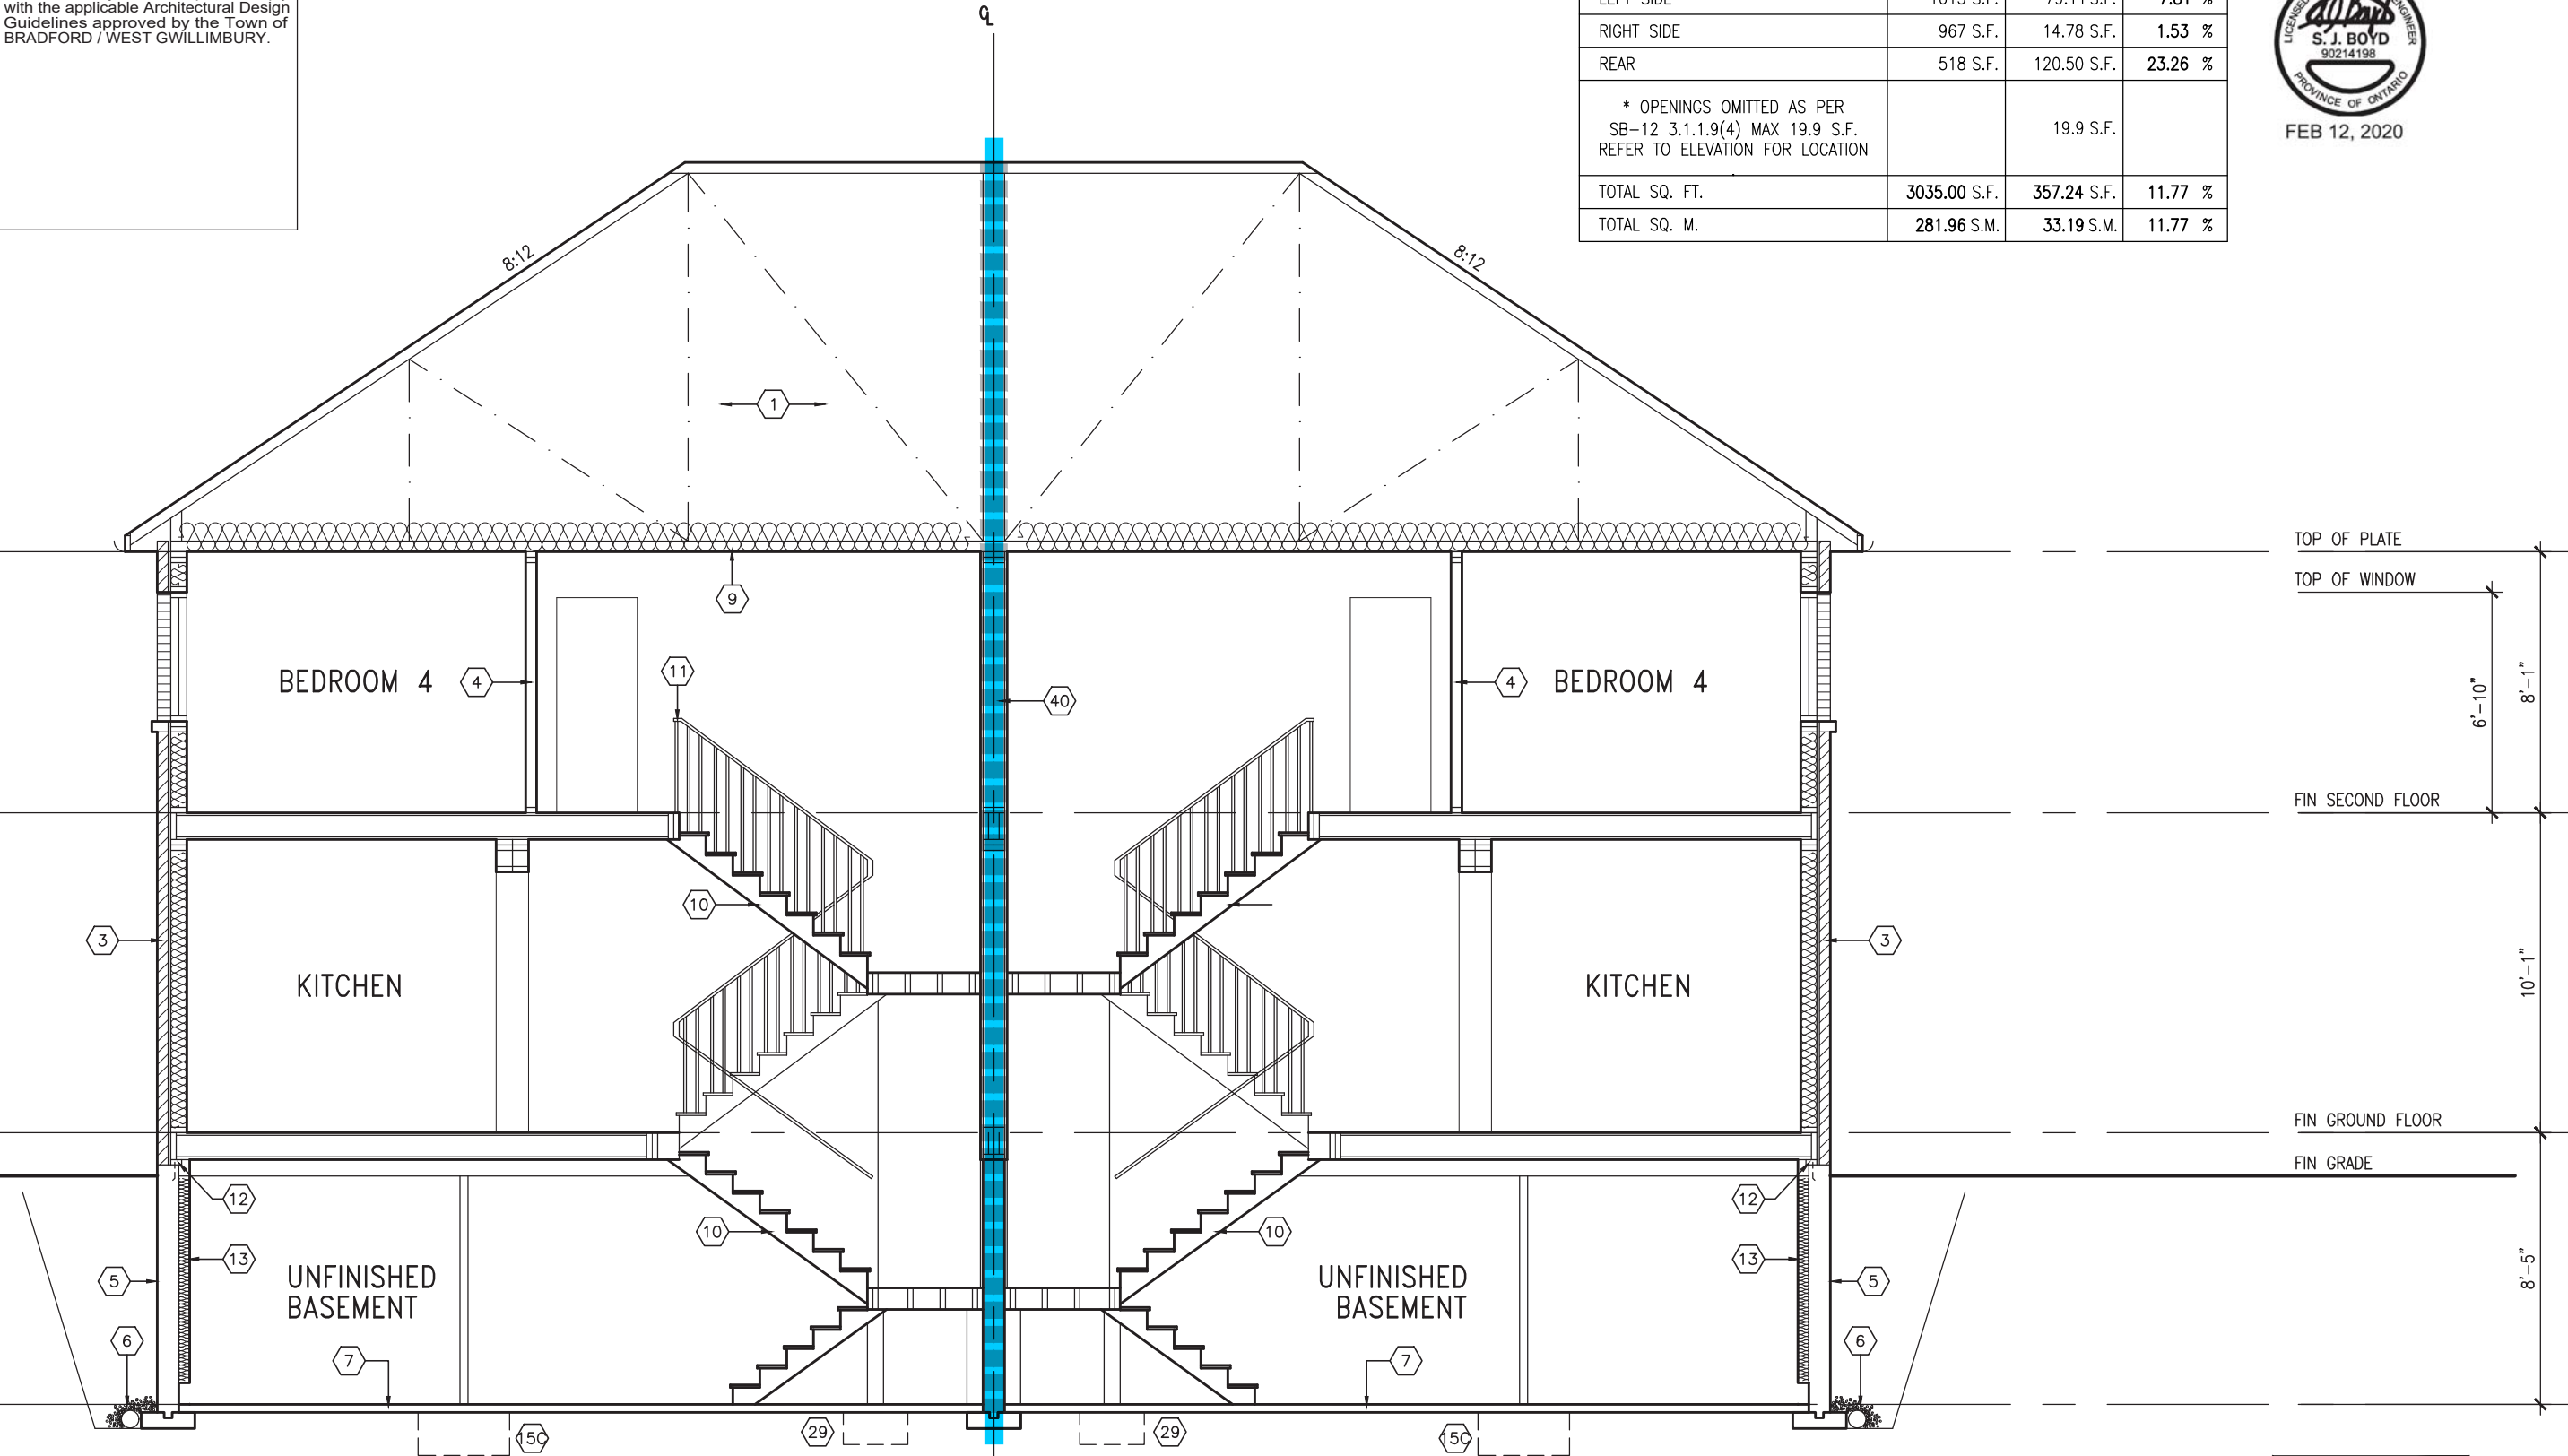 with the applicable Architectural Design
Guidelines approved by the Town of
BRADFORD / WEST GWILLIMBURY.
LEFT SIDE 7.81 %
RIGHT SIDE 967 S.F. 14.78 S.F. 1.53 %
REAR 518 S.F. 120.50 S.F. 23.26 %
* OPENINGS OMITTED AS PER
SB-12 3.1.1.9(4) MAX 19.9 S.F. 19.9 S.F.
REFER TO ELEVATION FOR LOCATION
TOTAL SQ. FT. 3035.00 S.F. 357.24 S.F. 11.77 %
TOTAL SQ. M. 281.96 S.M. 33.19 S.M. 11.77 %
LICENSED ENGINEER
S. J. BOYD
90214198
PROVINCE OF ONTARIO
FEB 12, 2020
8:12
8:12
1
TOP OF PLATE
TOP OF WINDOW
9
11
BEDROOM 4
4
40
4
BEDROOM 4
6'-10"
8'-1"
FIN SECOND FLOOR
10
3
3
KITCHEN
KITCHEN
10'-1"
FIN GROUND FLOOR
FIN GRADE
12
12
10
10
13
13
5
UNFINISHED
BASEMENT
UNFINISHED
BASEMENT
5
8'-5"
6
6
7
7
15C
29
29
15C